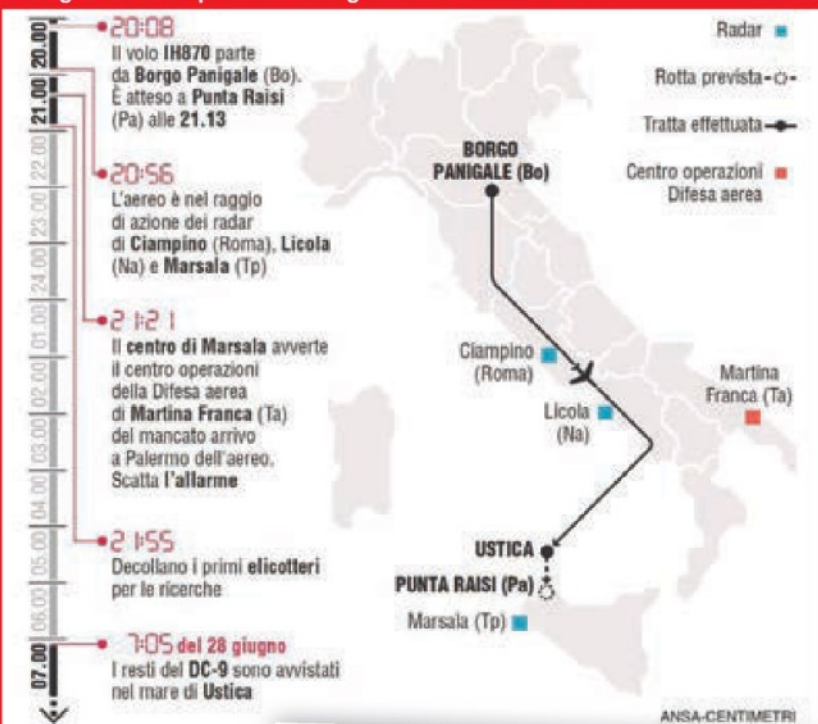 20.00
21.00
22.00
23.00
24.00
01.00
02.00
03.00
04.00
05.00
06.00
07.00
20:08
Il volo IH870 parte
da Borgo Panigale (Bo).
È atteso a Punta Raisi
(Pa) alle 21.13
20:56
L'aereo è nel raggio
di azione dei radar
di Ciampino (Roma), Licola
(Na) e Marsala (Tp)
21:21
Il centro di Marsala avverte
il centro operazioni
della Difesa aerea
di Martina Franca (Ta)
del mancato arrivo
a Palermo dell'aereo.
Scatta l'allarme
21:55
Decollano i primi elicotteri
per le ricerche
7:05 del 28 giugno
I resti del DC-9 sono avvistati
nel mare di Ustica
Radar
Rotta prevista
Tratta effettuata
Centro operazioni
Difesa aerea
BORGO
PANIGALE (Bo)
Ciampino
(Roma)
Licola
(Na)
Martina
Franca (Ta)
USTICA
PUNTA RAISI (Pa)
Marsala (Tp)
ANSA-CENTIMETRI